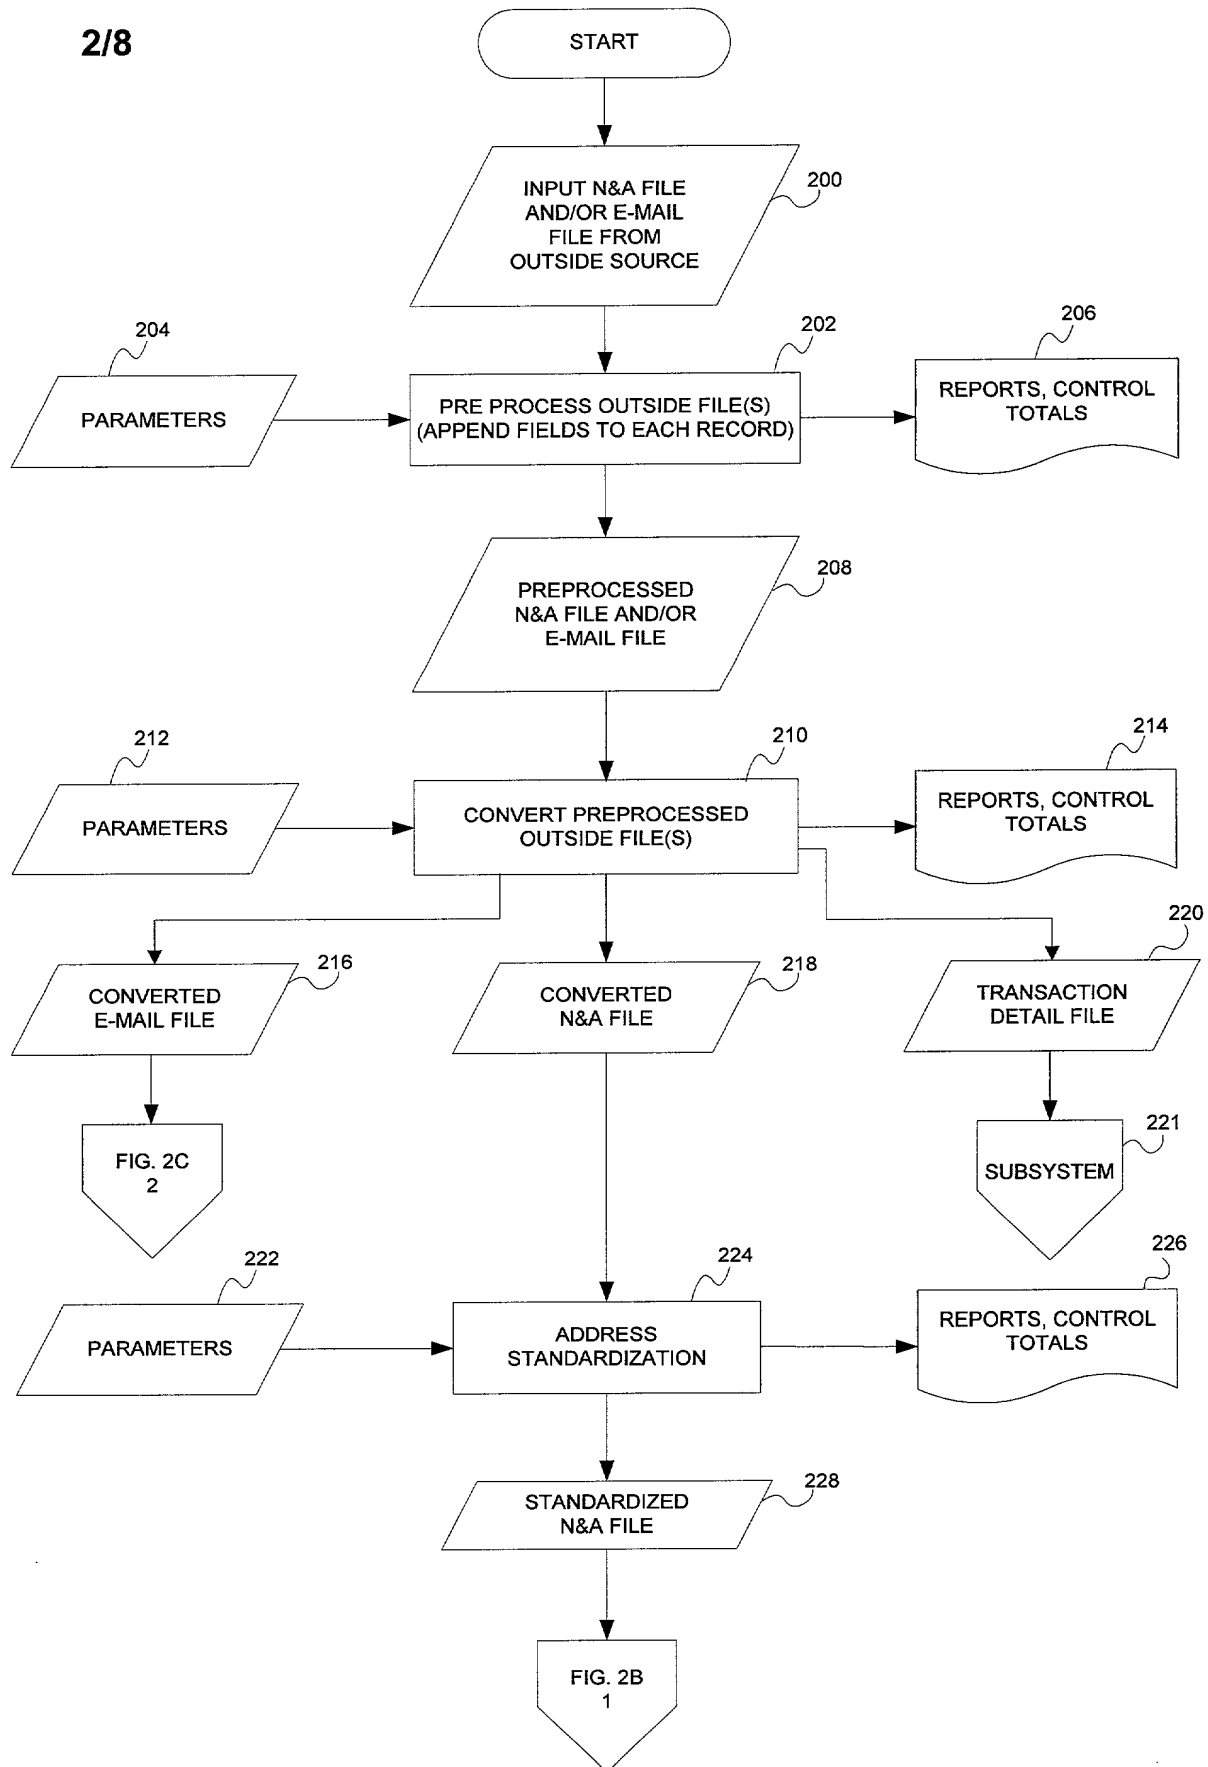 2/8
START
INPUT N&A FILE
AND/OR E-MAIL
FILE FROM
OUTSIDE SOURCE
200
204
202
206
PARAMETERS
PRE PROCESS OUTSIDE FILE(S)
(APPEND FIELDS TO EACH RECORD)
REPORTS, CONTROL
TOTALS
PREPROCESSED
N&A FILE AND/OR
E-MAIL FILE
208
212
210
214
PARAMETERS
CONVERT PREPROCESSED
OUTSIDE FILE(S)
REPORTS, CONTROL
TOTALS
216
218
220
CONVERTED
E-MAIL FILE
CONVERTED
N&A FILE
TRANSACTION
DETAIL FILE
FIG. 2C
2
221
SUBSYSTEM
222
224
226
PARAMETERS
ADDRESS
STANDARDIZATION
REPORTS, CONTROL
TOTALS
STANDARDIZED
N&A FILE
228
FIG. 2B
1